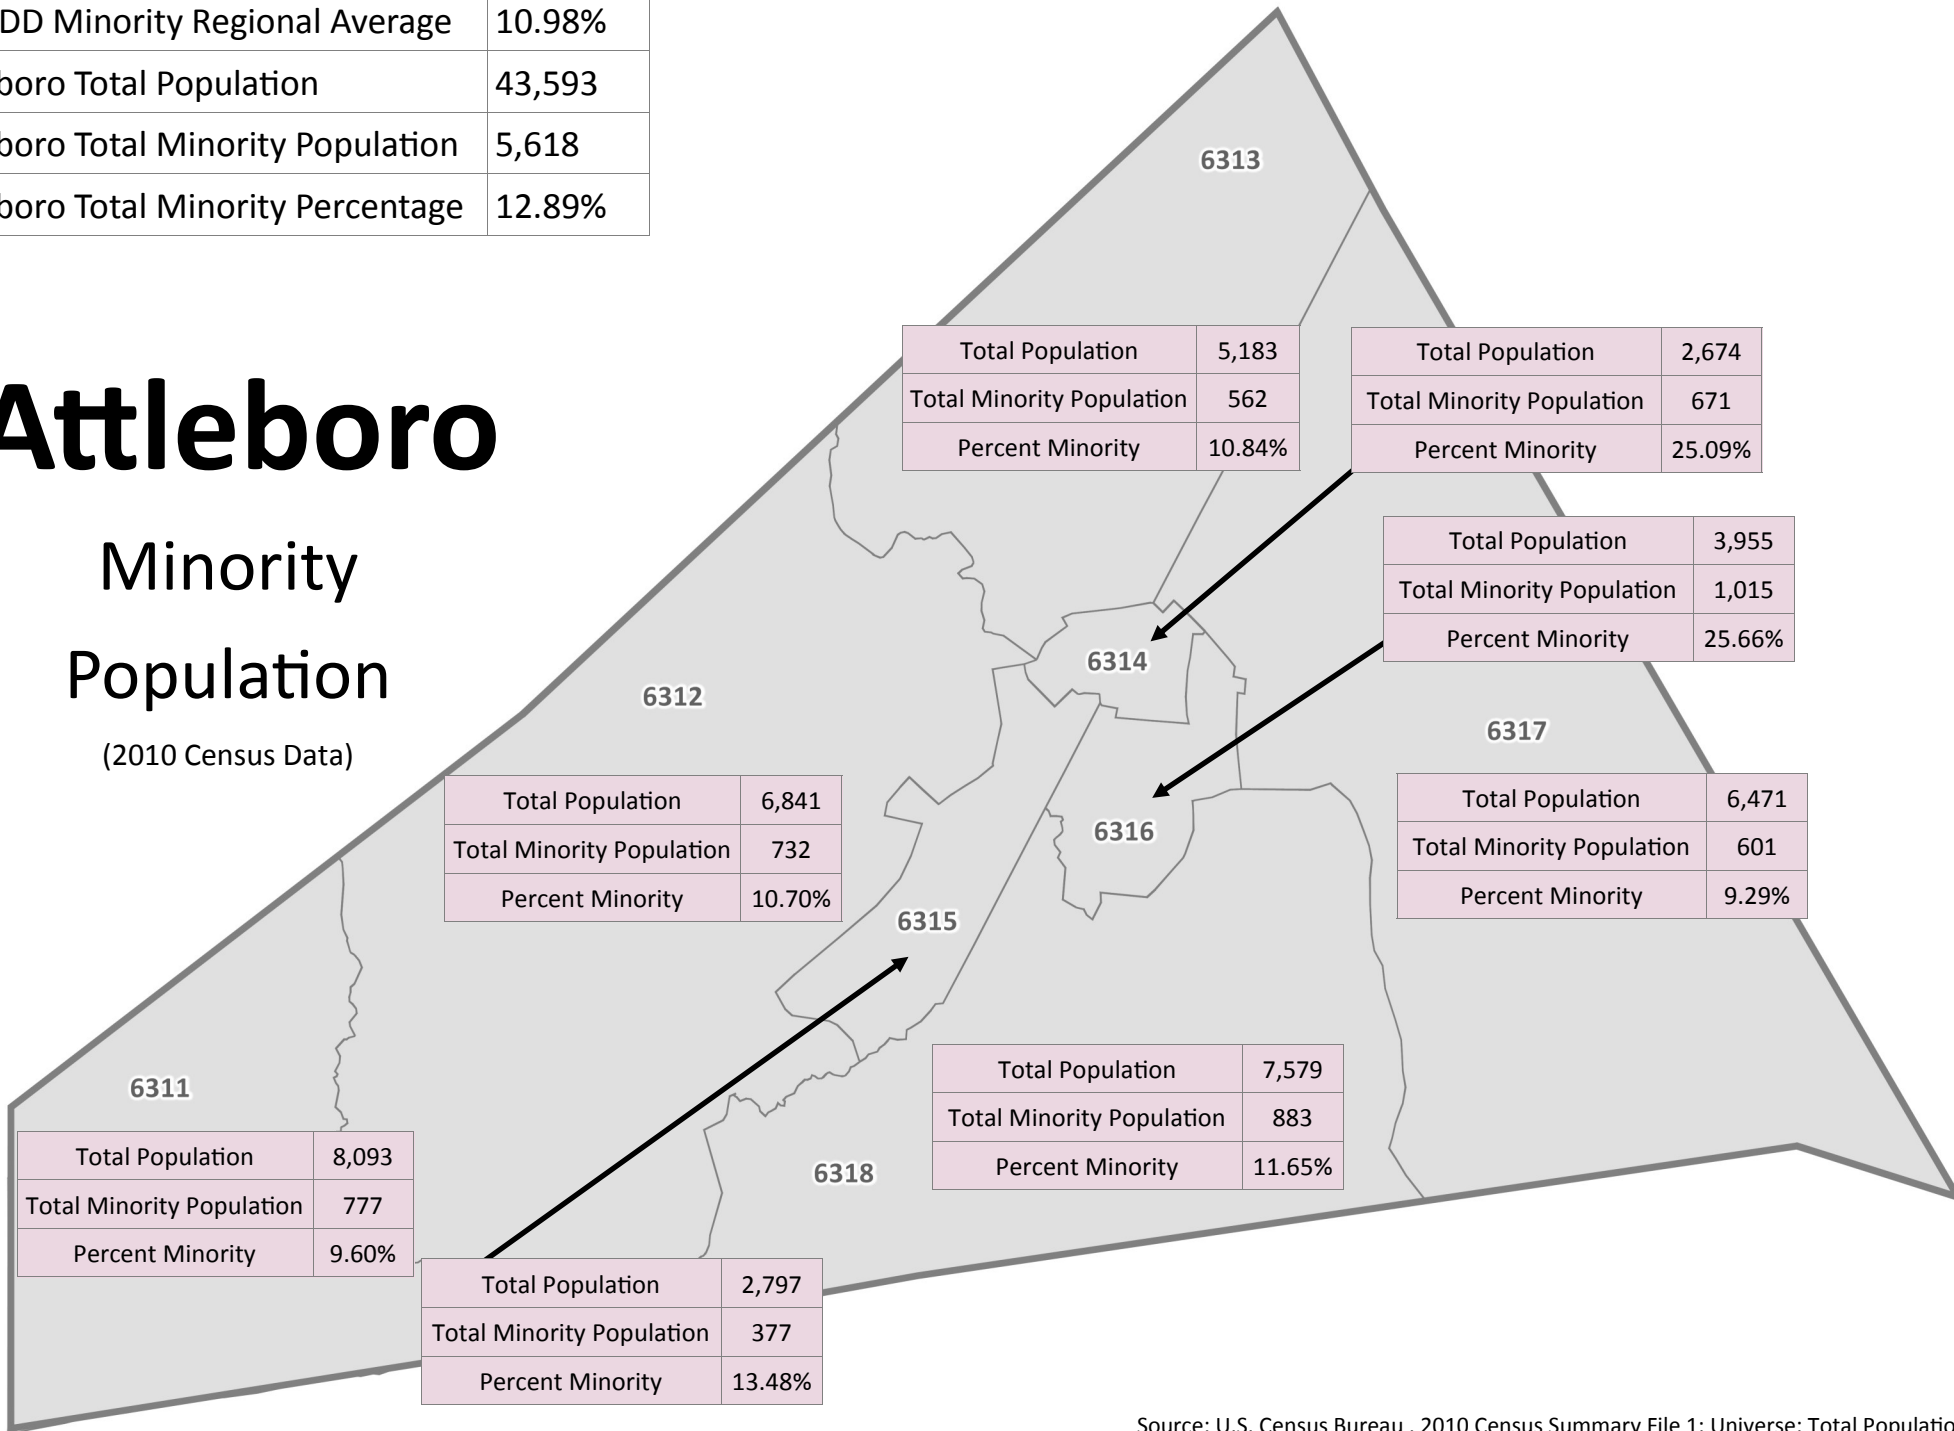 DD Minority Regional Average 10.98%
boro Total Population 43,593
boro Total Minority Population 5,618
boro Total Minority Percentage 12.89%
Attleboro
Minority
Population
(2010 Census Data)
6313
Total Population 5,183
Total Minority Population 562
Percent Minority 10.84%
Total Population 2,674
Total Minority Population 671
Percent Minority 25.09%
Total Population 3,955
Total Minority Population 1,015
Percent Minority 25.66%
6314
6312
6317
Total Population 6,841
Total Minority Population 732
Percent Minority 10.70%
Total Population 6,471
Total Minority Population 601
Percent Minority 9.29%
6316
6315
6311
Total Population 8,093
Total Minority Population 777
Percent Minority 9.60%
Total Population 7,579
Total Minority Population 883
Percent Minority 11.65%
6318
Total Population 2,797
Total Minority Population 377
Percent Minority 13.48%
Source: U.S. Census Bureau , 2010 Census Summary File 1; Universe: Total Populatio